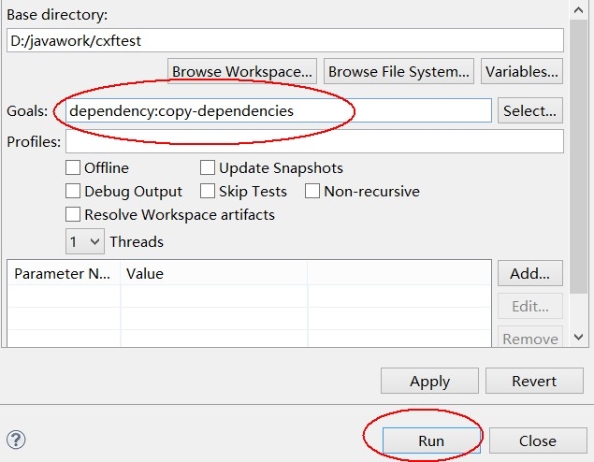 Base directory:
D:/javawork/cxftest
Browse Workspace... Browse File System... Variables...
Goals: dependency:copy-dependencies Select...
Profiles:
Offline Update Snapshots
Debug Output Skip Tests Non-recursive
Resolve Workspace artifacts
1 Threads
Parameter N... Value Add...
Edit...
Remove
Apply Revert
? Run Close